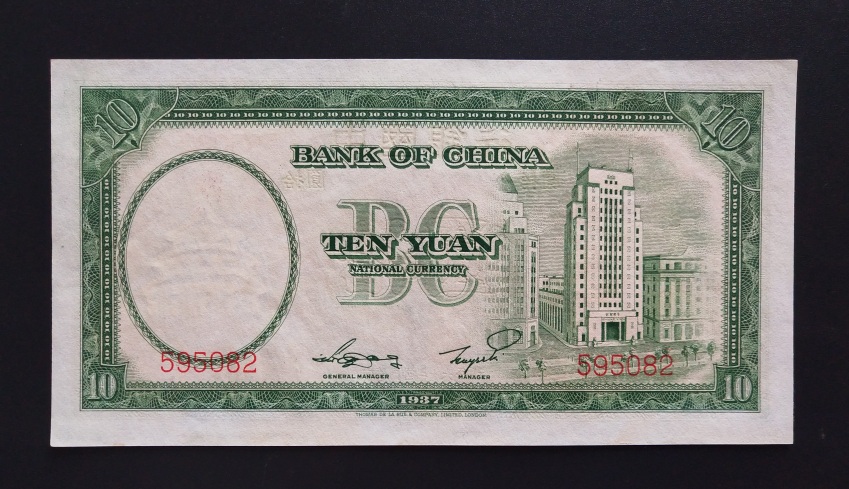 10 10
BANK OF CHINA
BC
TEN YUAN
NATIONAL CURRENCY
595082 595082
GENERAL MANAGER MANAGER
10 1937 10
THOMAS DE LA RUE & COMPANY, LIMITED, LONDON.